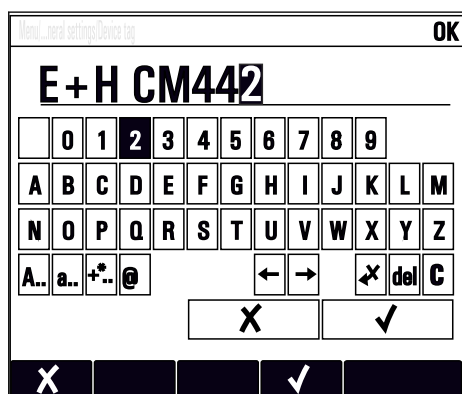 Menu/...neral settings/Device tag OK
E+H CM442
0 1 2 3 4 5 6 7 8 9
A B C D E F G H I J K L M
N O P Q R S T U V W X Y Z
A.. a.. +*.. @ ← → del C